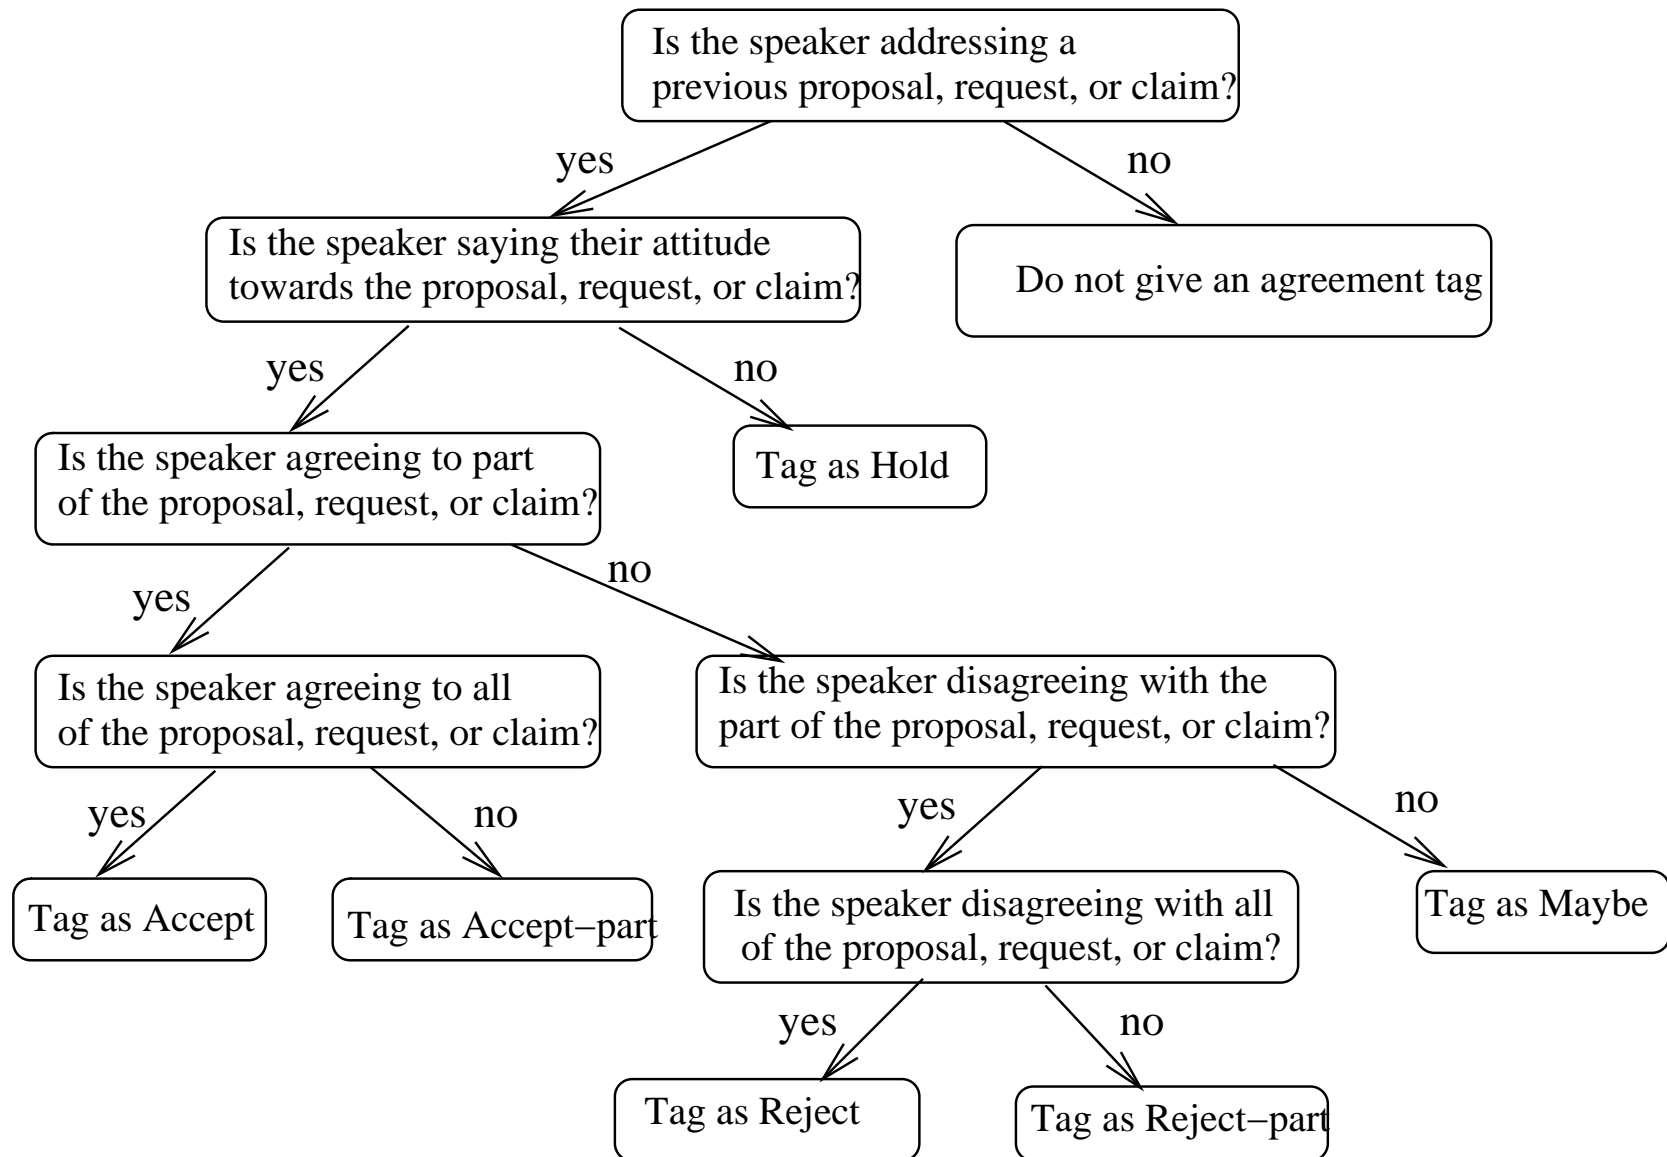 Is the speaker addressing a
previous proposal, request, or claim?
yes
no
Is the speaker saying their attitude
towards the proposal, request, or claim?
Do not give an agreement tag
yes
no
Is the speaker agreeing to part
of the proposal, request, or claim?
Tag as Hold
yes
no
Is the speaker agreeing to all
of the proposal, request, or claim?
Is the speaker disagreeing with the
part of the proposal, request, or claim?
yes
no
yes
no
Tag as Accept
Tag as Accept−part
Is the speaker disagreeing with all
of the proposal, request, or claim?
Tag as Maybe
yes
no
Tag as Reject
Tag as Reject−part